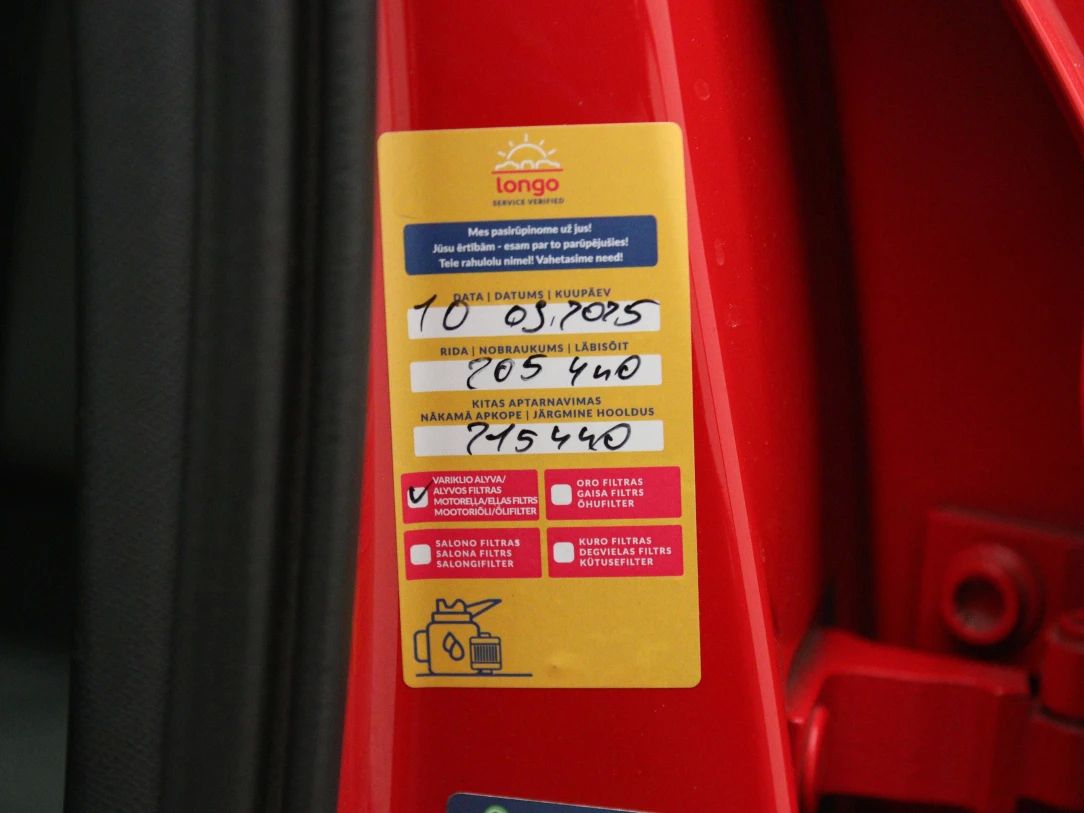 longo
SERVICE VERIFIED
Mes pasirūpinome už jus!
Jūsu ērtībām - esam par to parūpējušies!
Teie rahulolu nimel! Vahetasime need!
DATA | DATUMS | KUUPÄEV
10 09.2025
RIDA | NOBRAUKUMS | LÄBISÕIT
205 440
KITAS APTARNAVIMAS
NĀKAMĀ APKOPE | JÄRGMINE HOOLDUS
215440
VARIKLIO ALYVA/
ALYVOS FILTRAS
MOTOREĻĻA/EĻĻAS FILTRS
MOOTORIÕLI/ÕLIFILTER
ORO FILTRAS
GAISA FILTRS
ÕHUFILTER
SALONO FILTRAS
SALONA FILTRS
SALONGIFILTER
KURO FILTRAS
DEGVIELAS FILTRS
KÜTUSEFILTER